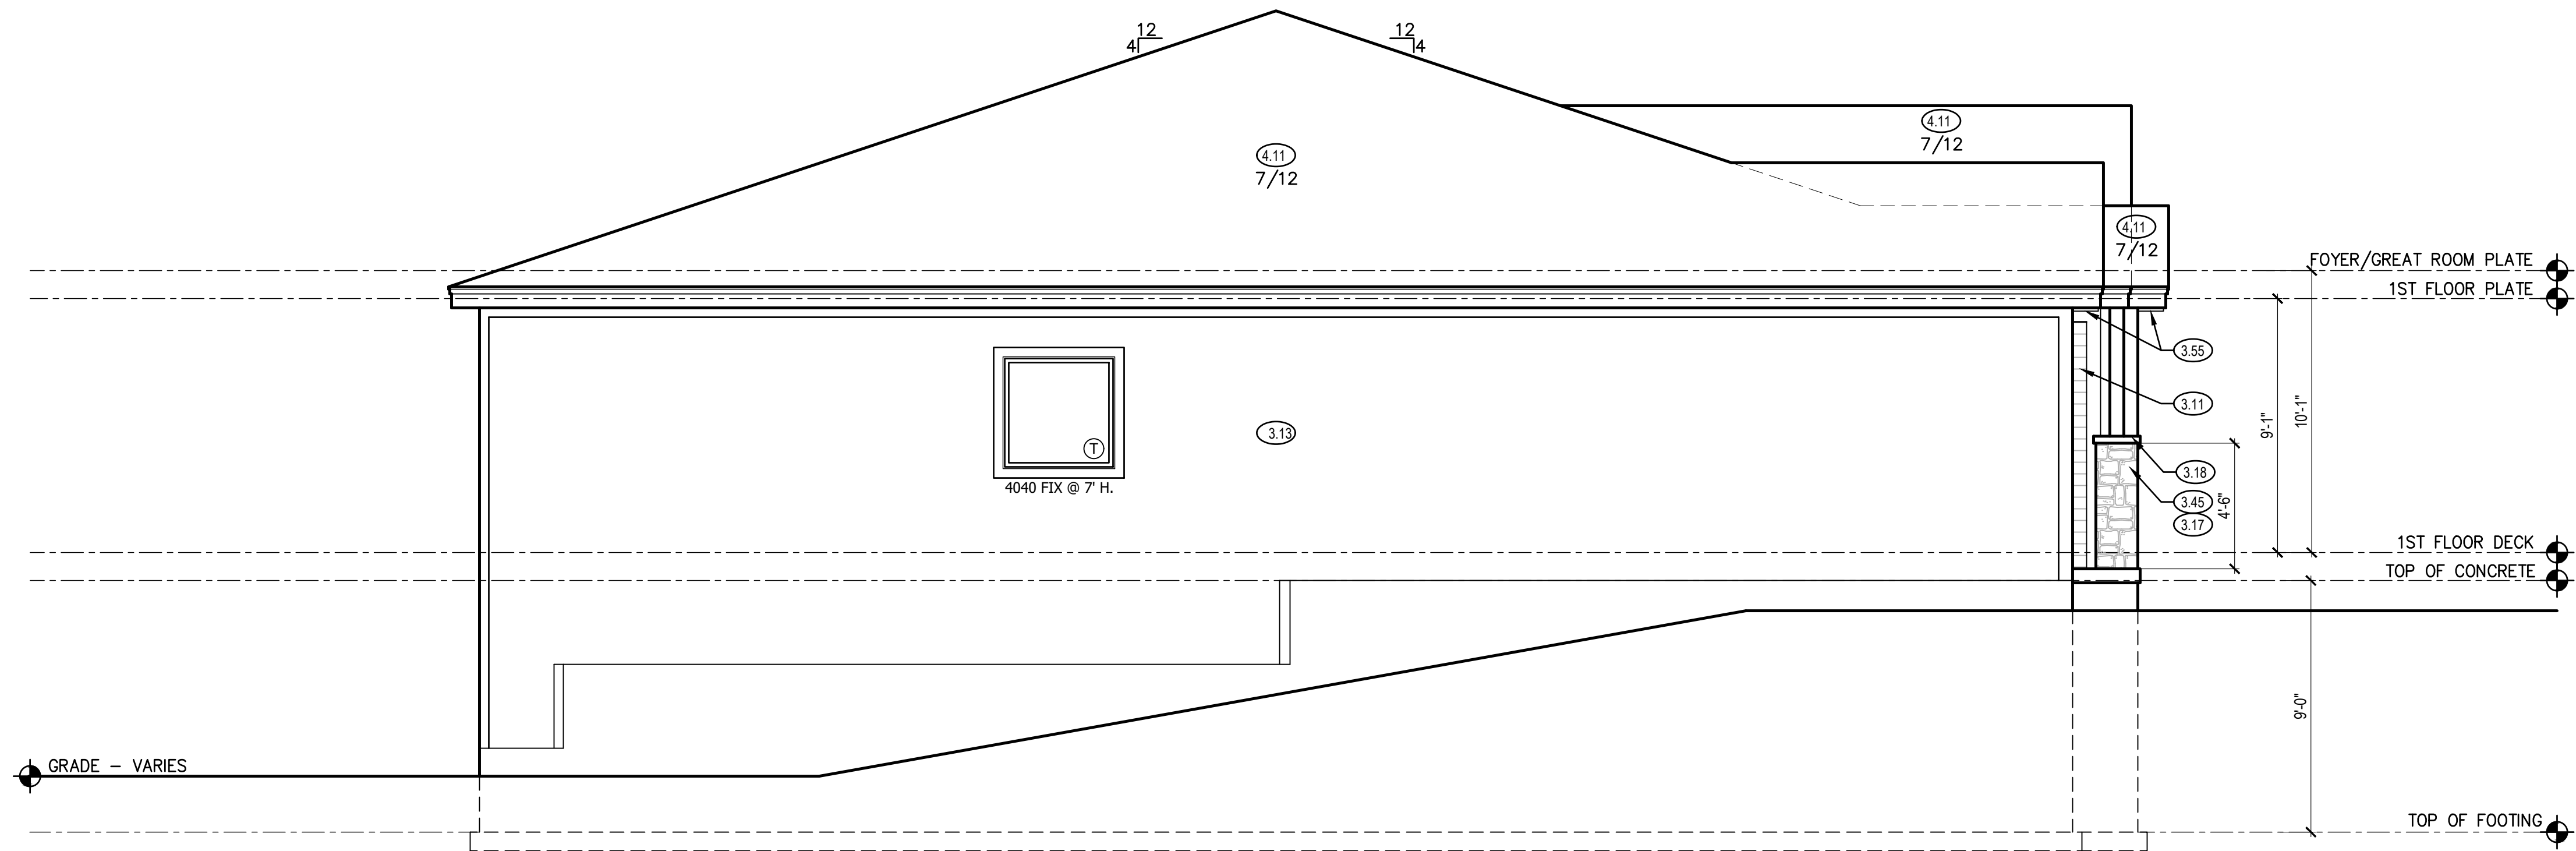 12
4
12
4
4.11
7/12
4.11
7/12
4.11
7/12
FOYER/GREAT ROOM PLATE
1ST FLOOR PLATE
3.55
3.11
3.13
9'-1"
10'-1"
T
4040 FIX @ 7' H.
3.18
3.45
3.17
4'-6"
1ST FLOOR DECK
TOP OF CONCRETE
9'-0"
GRADE – VARIES
TOP OF FOOTING